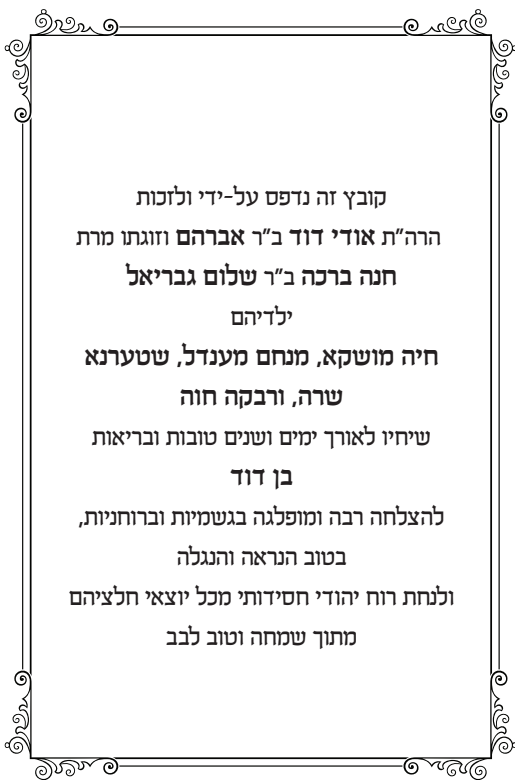 קובץ זה נדפס על-ידי ולזכות
הרה"ת אודי דוד ב"ר אברהם וזוגתו מרת
חנה ברכה ב"ר שלום גבריאל
ילדיהם
חיה מושקא, מנחם מענדל, שטערנא
שרה, ורבקה חוה
שיחיו לאורך ימים ושנים טובות ובריאות
בן דוד
להצלחה רבה ומופלגה בגשמיות וברוחניות,
בטוב הנראה והנגלה
ולנחת רוח יהודי חסידותי מכל יוצאי חלציהם
מתוך שמחה וטוב לבב